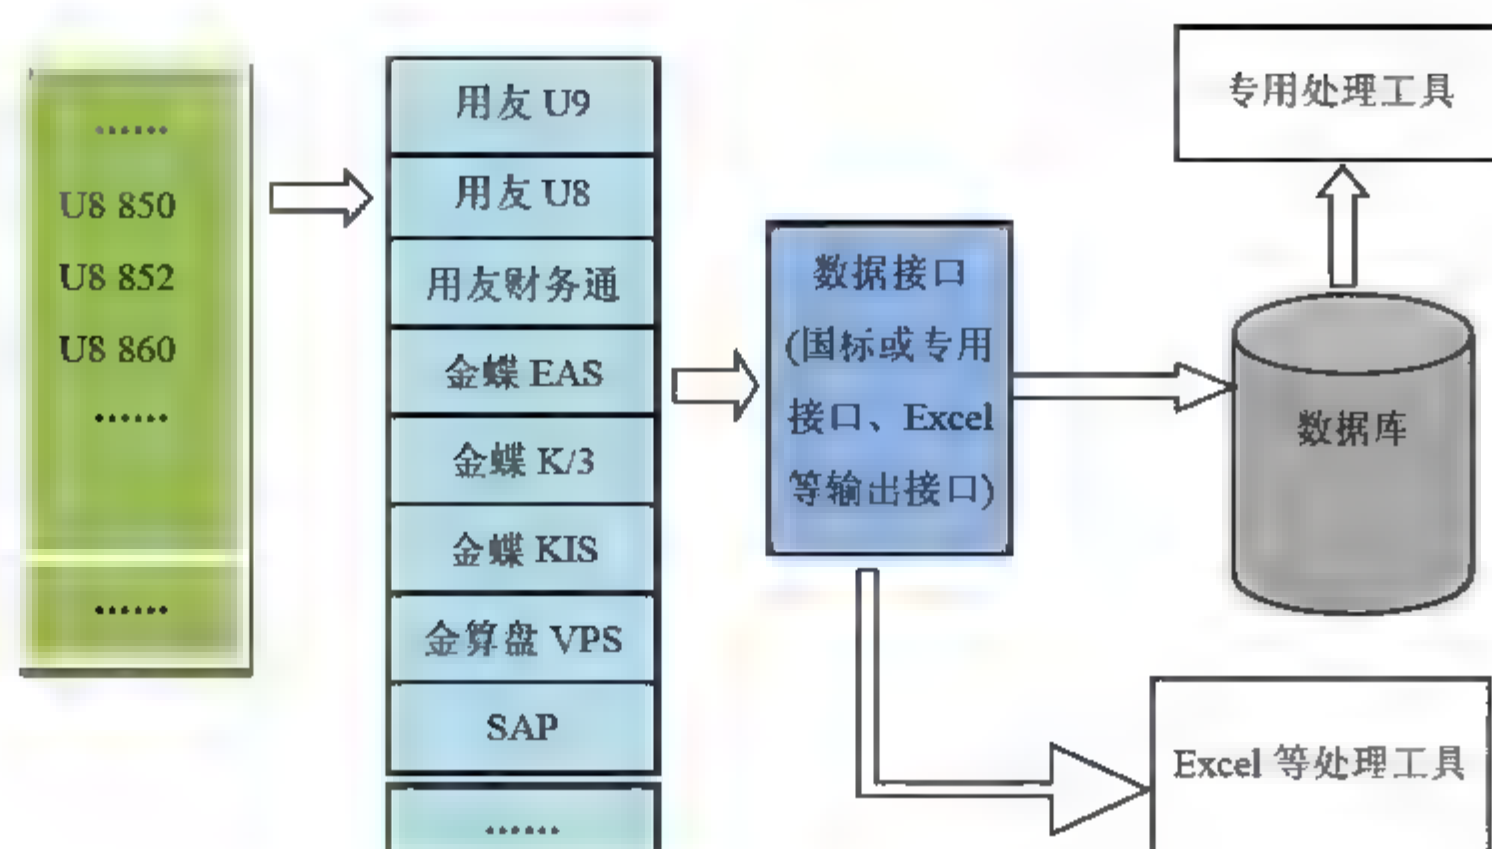 ......
U8 850
U8 852
U8 860
......
......
用友 U9
用友 U8
用友财务通
金蝶 EAS
金蝶 K/3
金蝶 KIS
金算盘 VPS
SAP
......
数据接口
(国标或专用
接口、Excel
等输出接口)
专用处理工具
数据库
Excel 等处理工具